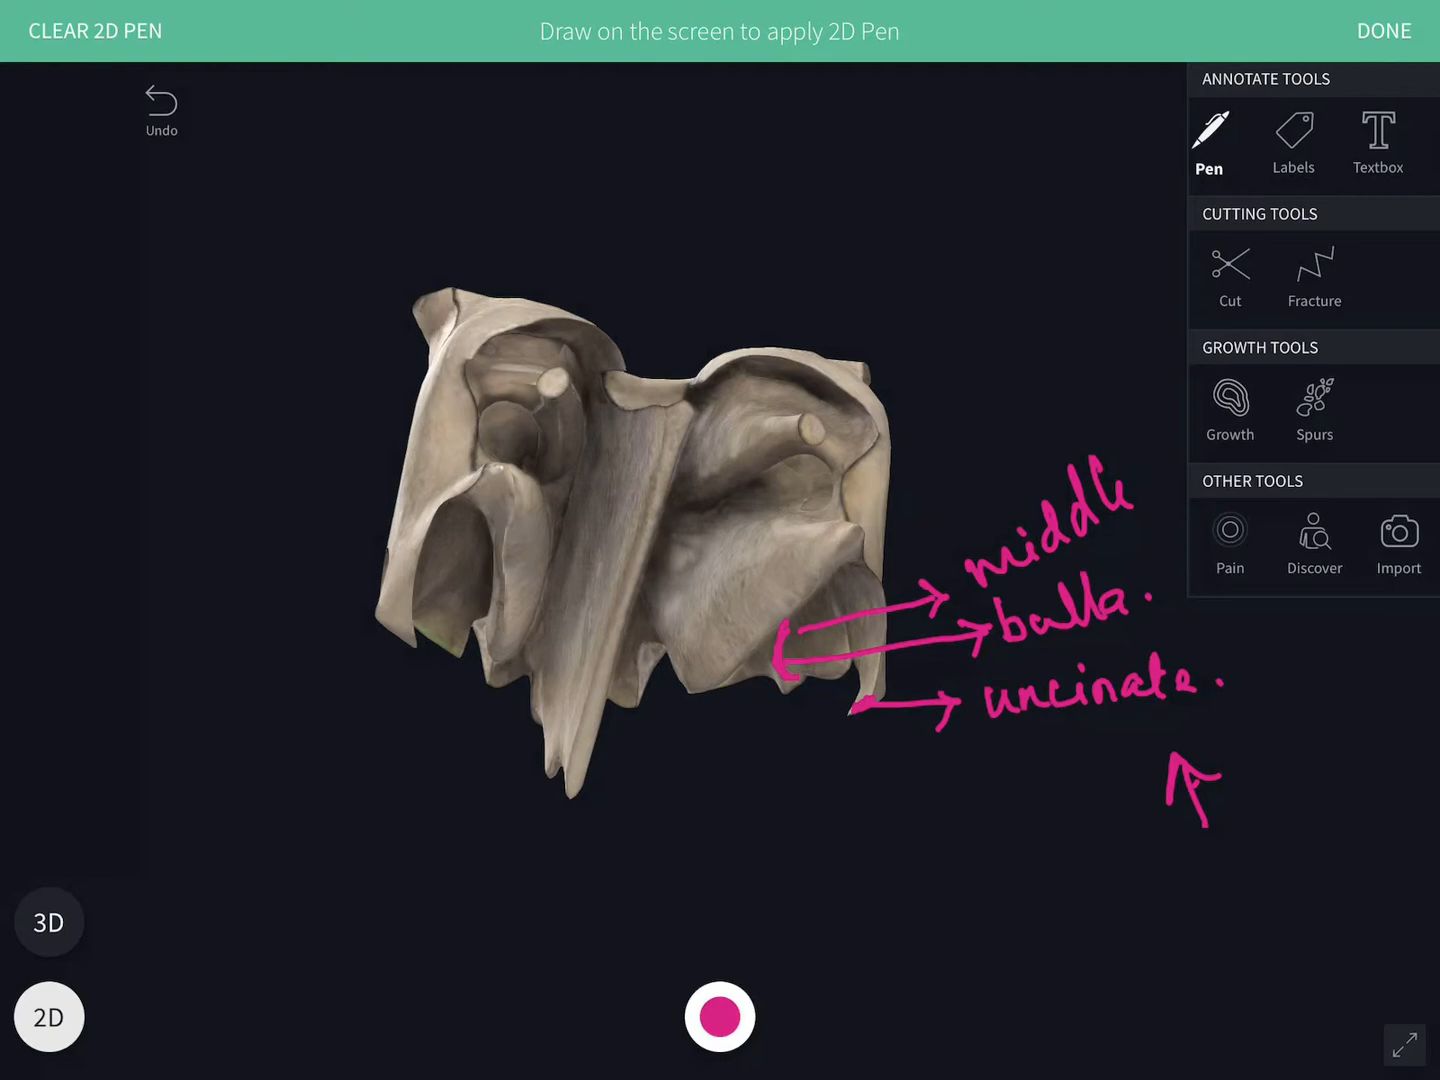 CLEAR 2D PEN
Draw on the screen to apply 2D Pen
DONE
Undo
ANNOTATE TOOLS
Pen
Labels
Textbox
CUTTING TOOLS
Cut
Fracture
GROWTH TOOLS
Growth
Spurs
OTHER TOOLS
Pain
Discover
Import
middle
bulla.
uncinate.
3D
2D